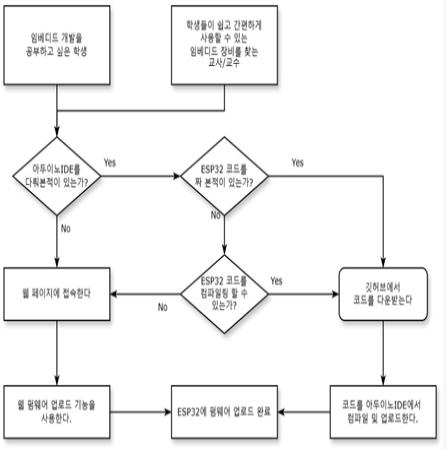 임베디드 개발을
공부하고 싶은 학생
학생들이 쉽고 간편하게
사용할 수 있는
임베디드 장비를 찾는
교사/교수
아두이노IDE를
다뤄본적이 있는가?
Yes
ESP32 코드를
짜 본적이 있는가?
Yes
No
No
웹 페이지에 접속한다
No
ESP32 코드를
컴파일링 할 수
있는가?
Yes
깃허브에서
코드를 다운받는다
웹 펌웨어 업로드 기능을
사용한다.
ESP32에 펌웨어 업로드 완료
코드를 아두이노IDE에서
컴파일 및 업로드한다.